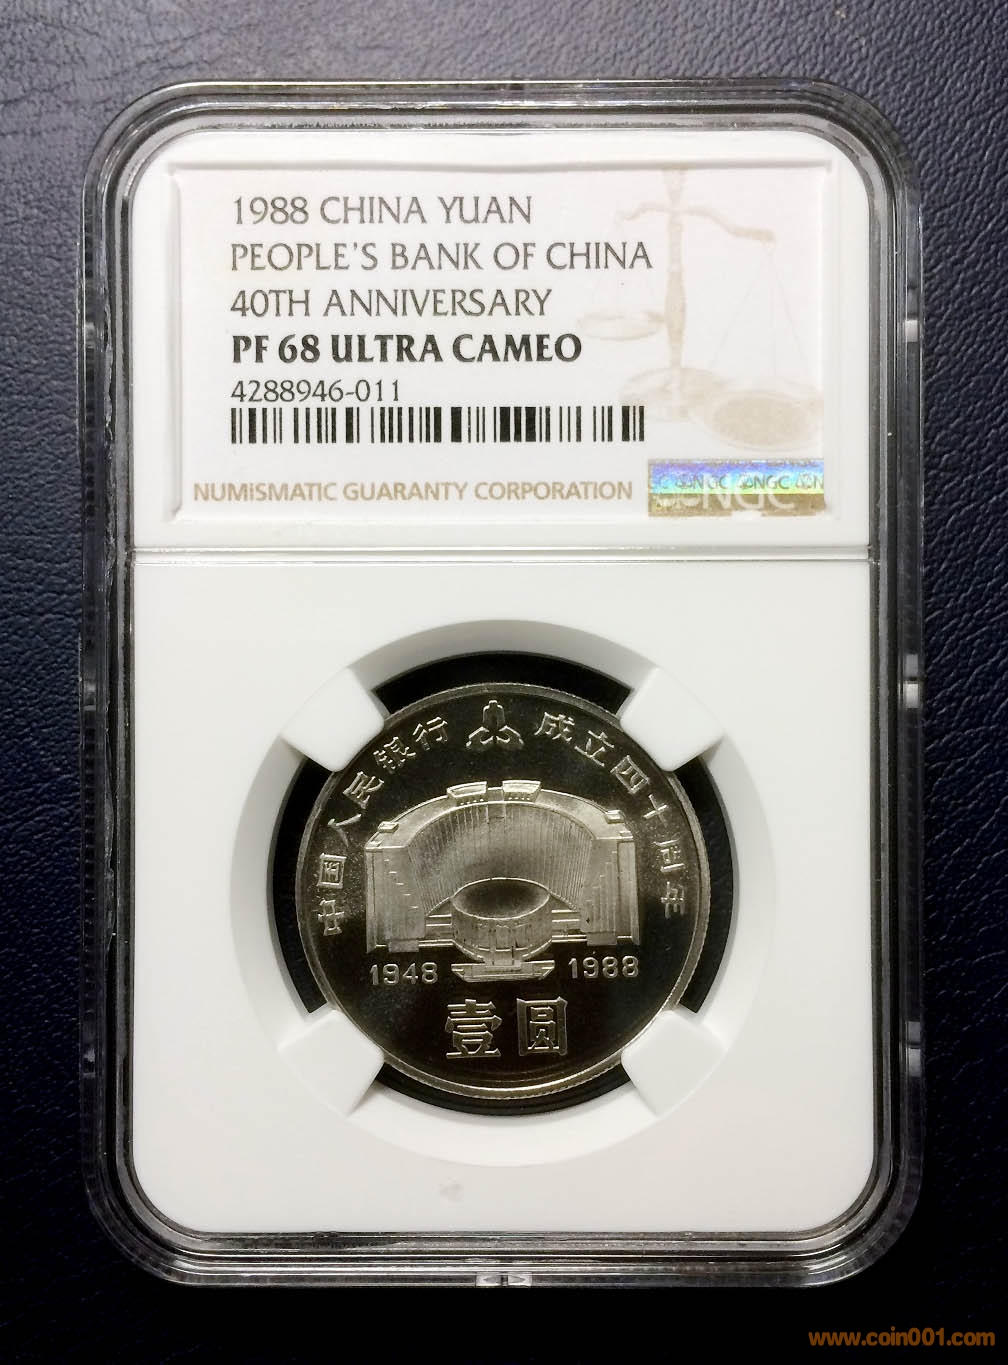 1988 CHINA YUAN
PEOPLE'S BANK OF CHINA
40TH ANNIVERSARY
PF 68 ULTRA CAMEO
4288946-011
NUMISMATIC GUARANTY CORPORATION
NGC NGC N
NGC
中国人民银行 成立四十周年
1948 1988
壹圆
www.coin001.com